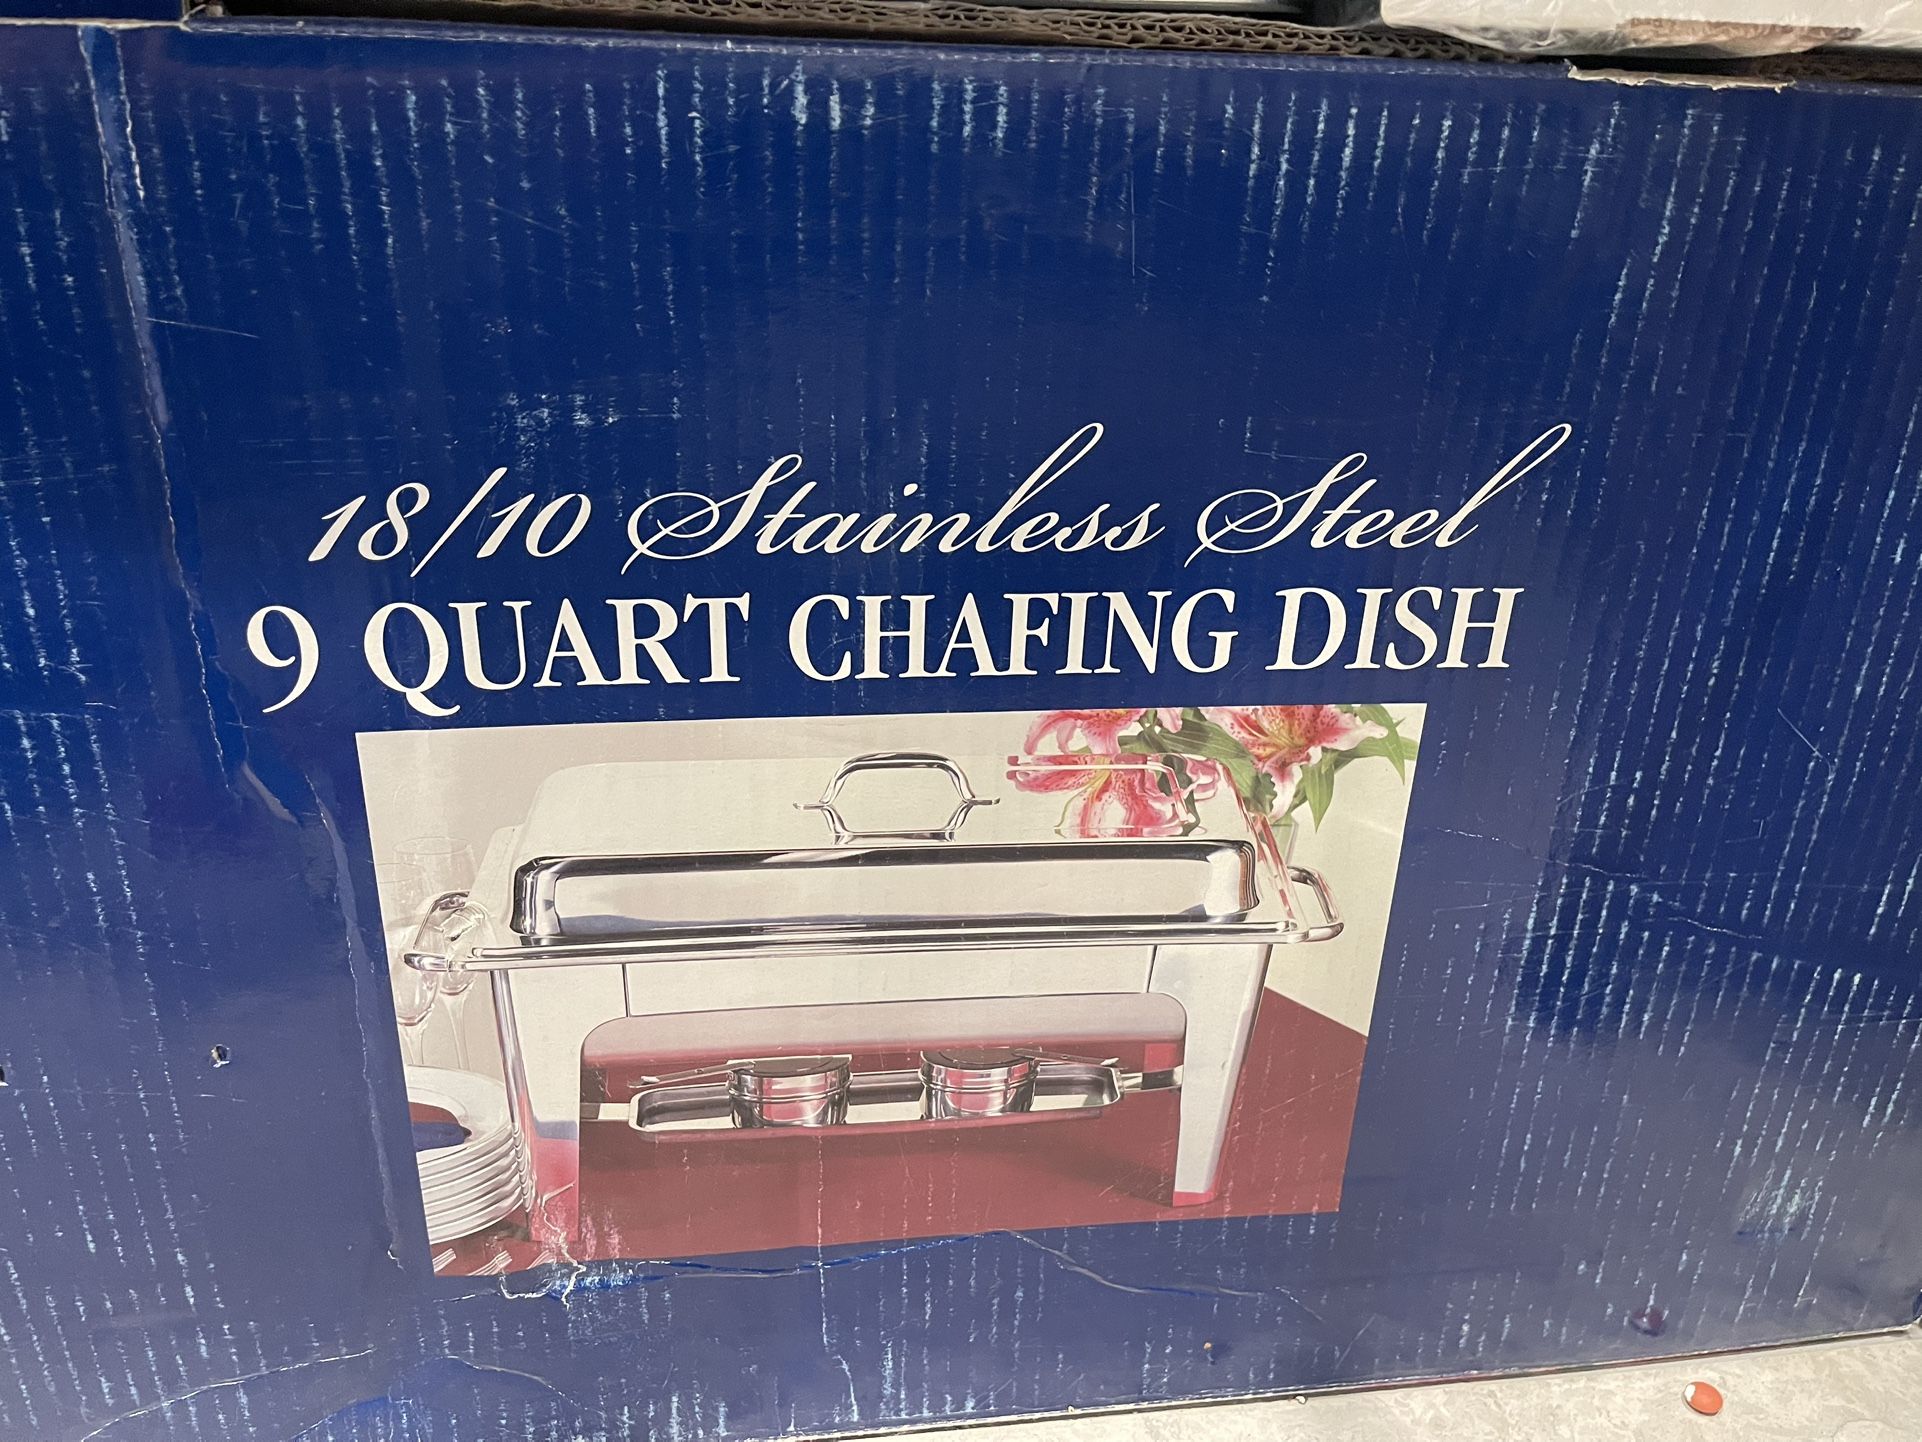 18/10 Stainless Steel
9 QUART CHAFING DISH